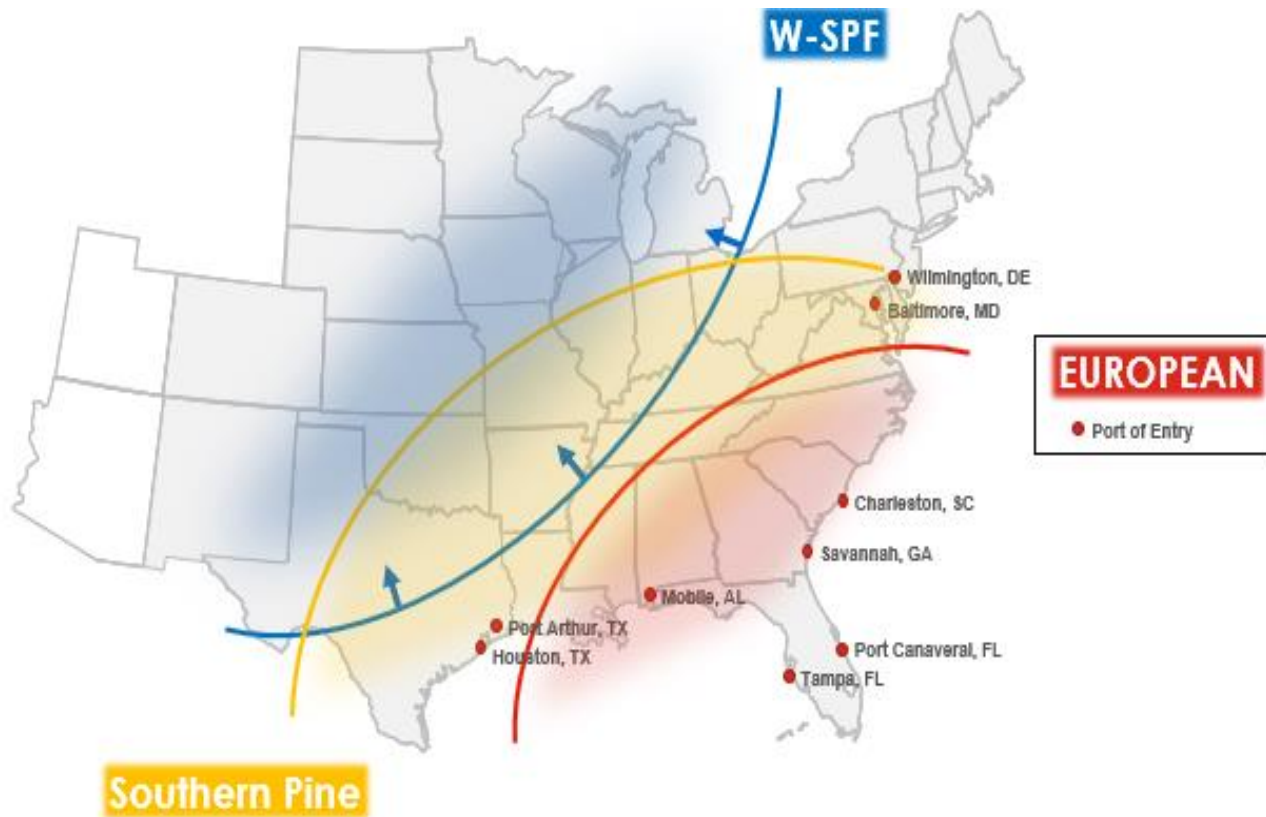 W-SPF
Wilmington, DE
Baltimore, MD
EUROPEAN
Port of Entry
Charleston, SC
Savannah, GA
Mobile, AL
Port Arthur, TX
Houston, TX
Port Canaveral, FL
Tampa, FL
Southern Pine